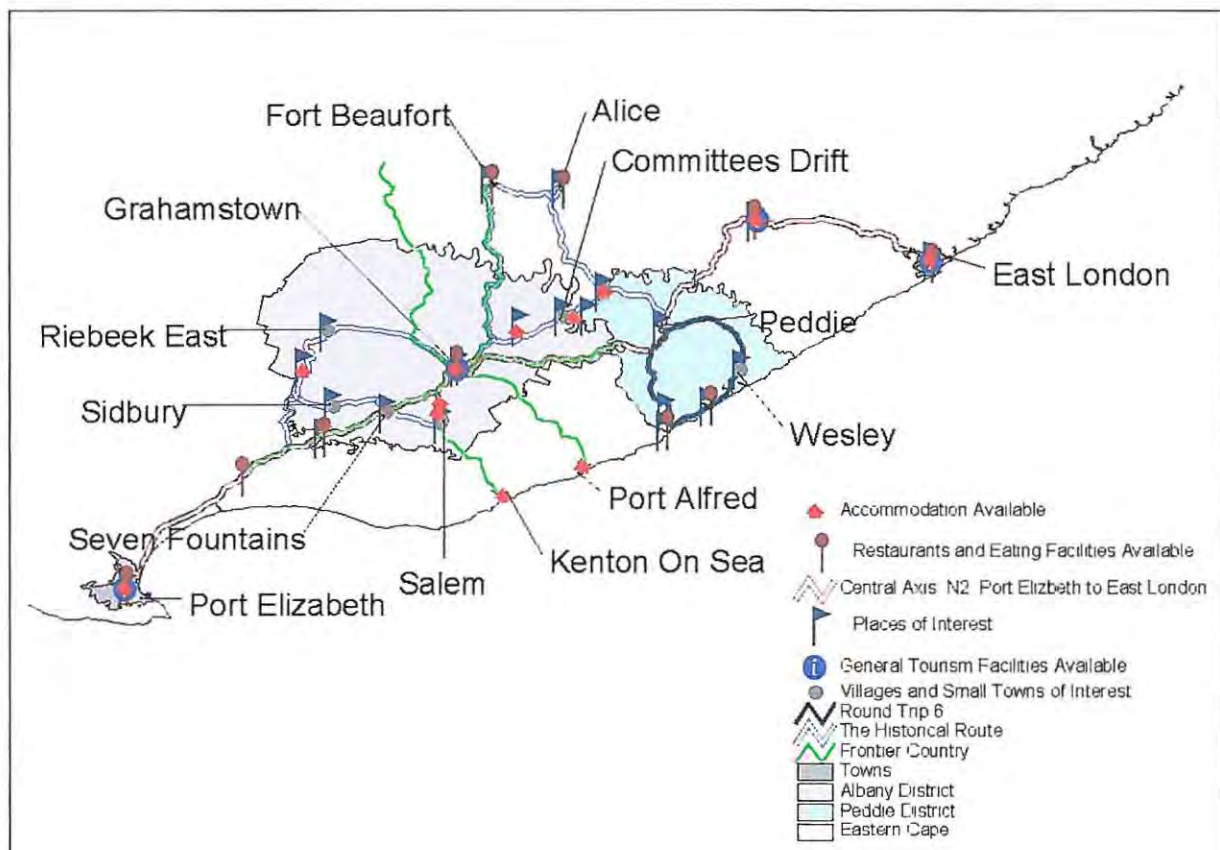 Fort Beaufort
Alice
Committees Drift
Grahamstown
East London
Riebeek East
Peddie
Sidbury
Wesley
Port Alfred
Seven Fountains
Kenton On Sea
Salem
Port Elizabeth
Accommodation Available
Restaurants and Eating Facilities Available
Central Axis N2 Port Elizbeth to East London
Places of Interest
i
General Tourism Facilities Available
Villages and Small Towns of Interest
Round Trip 6
The Historical Route
Frontier Country
Towns
Albany District
Peddie District
Eastern Cape